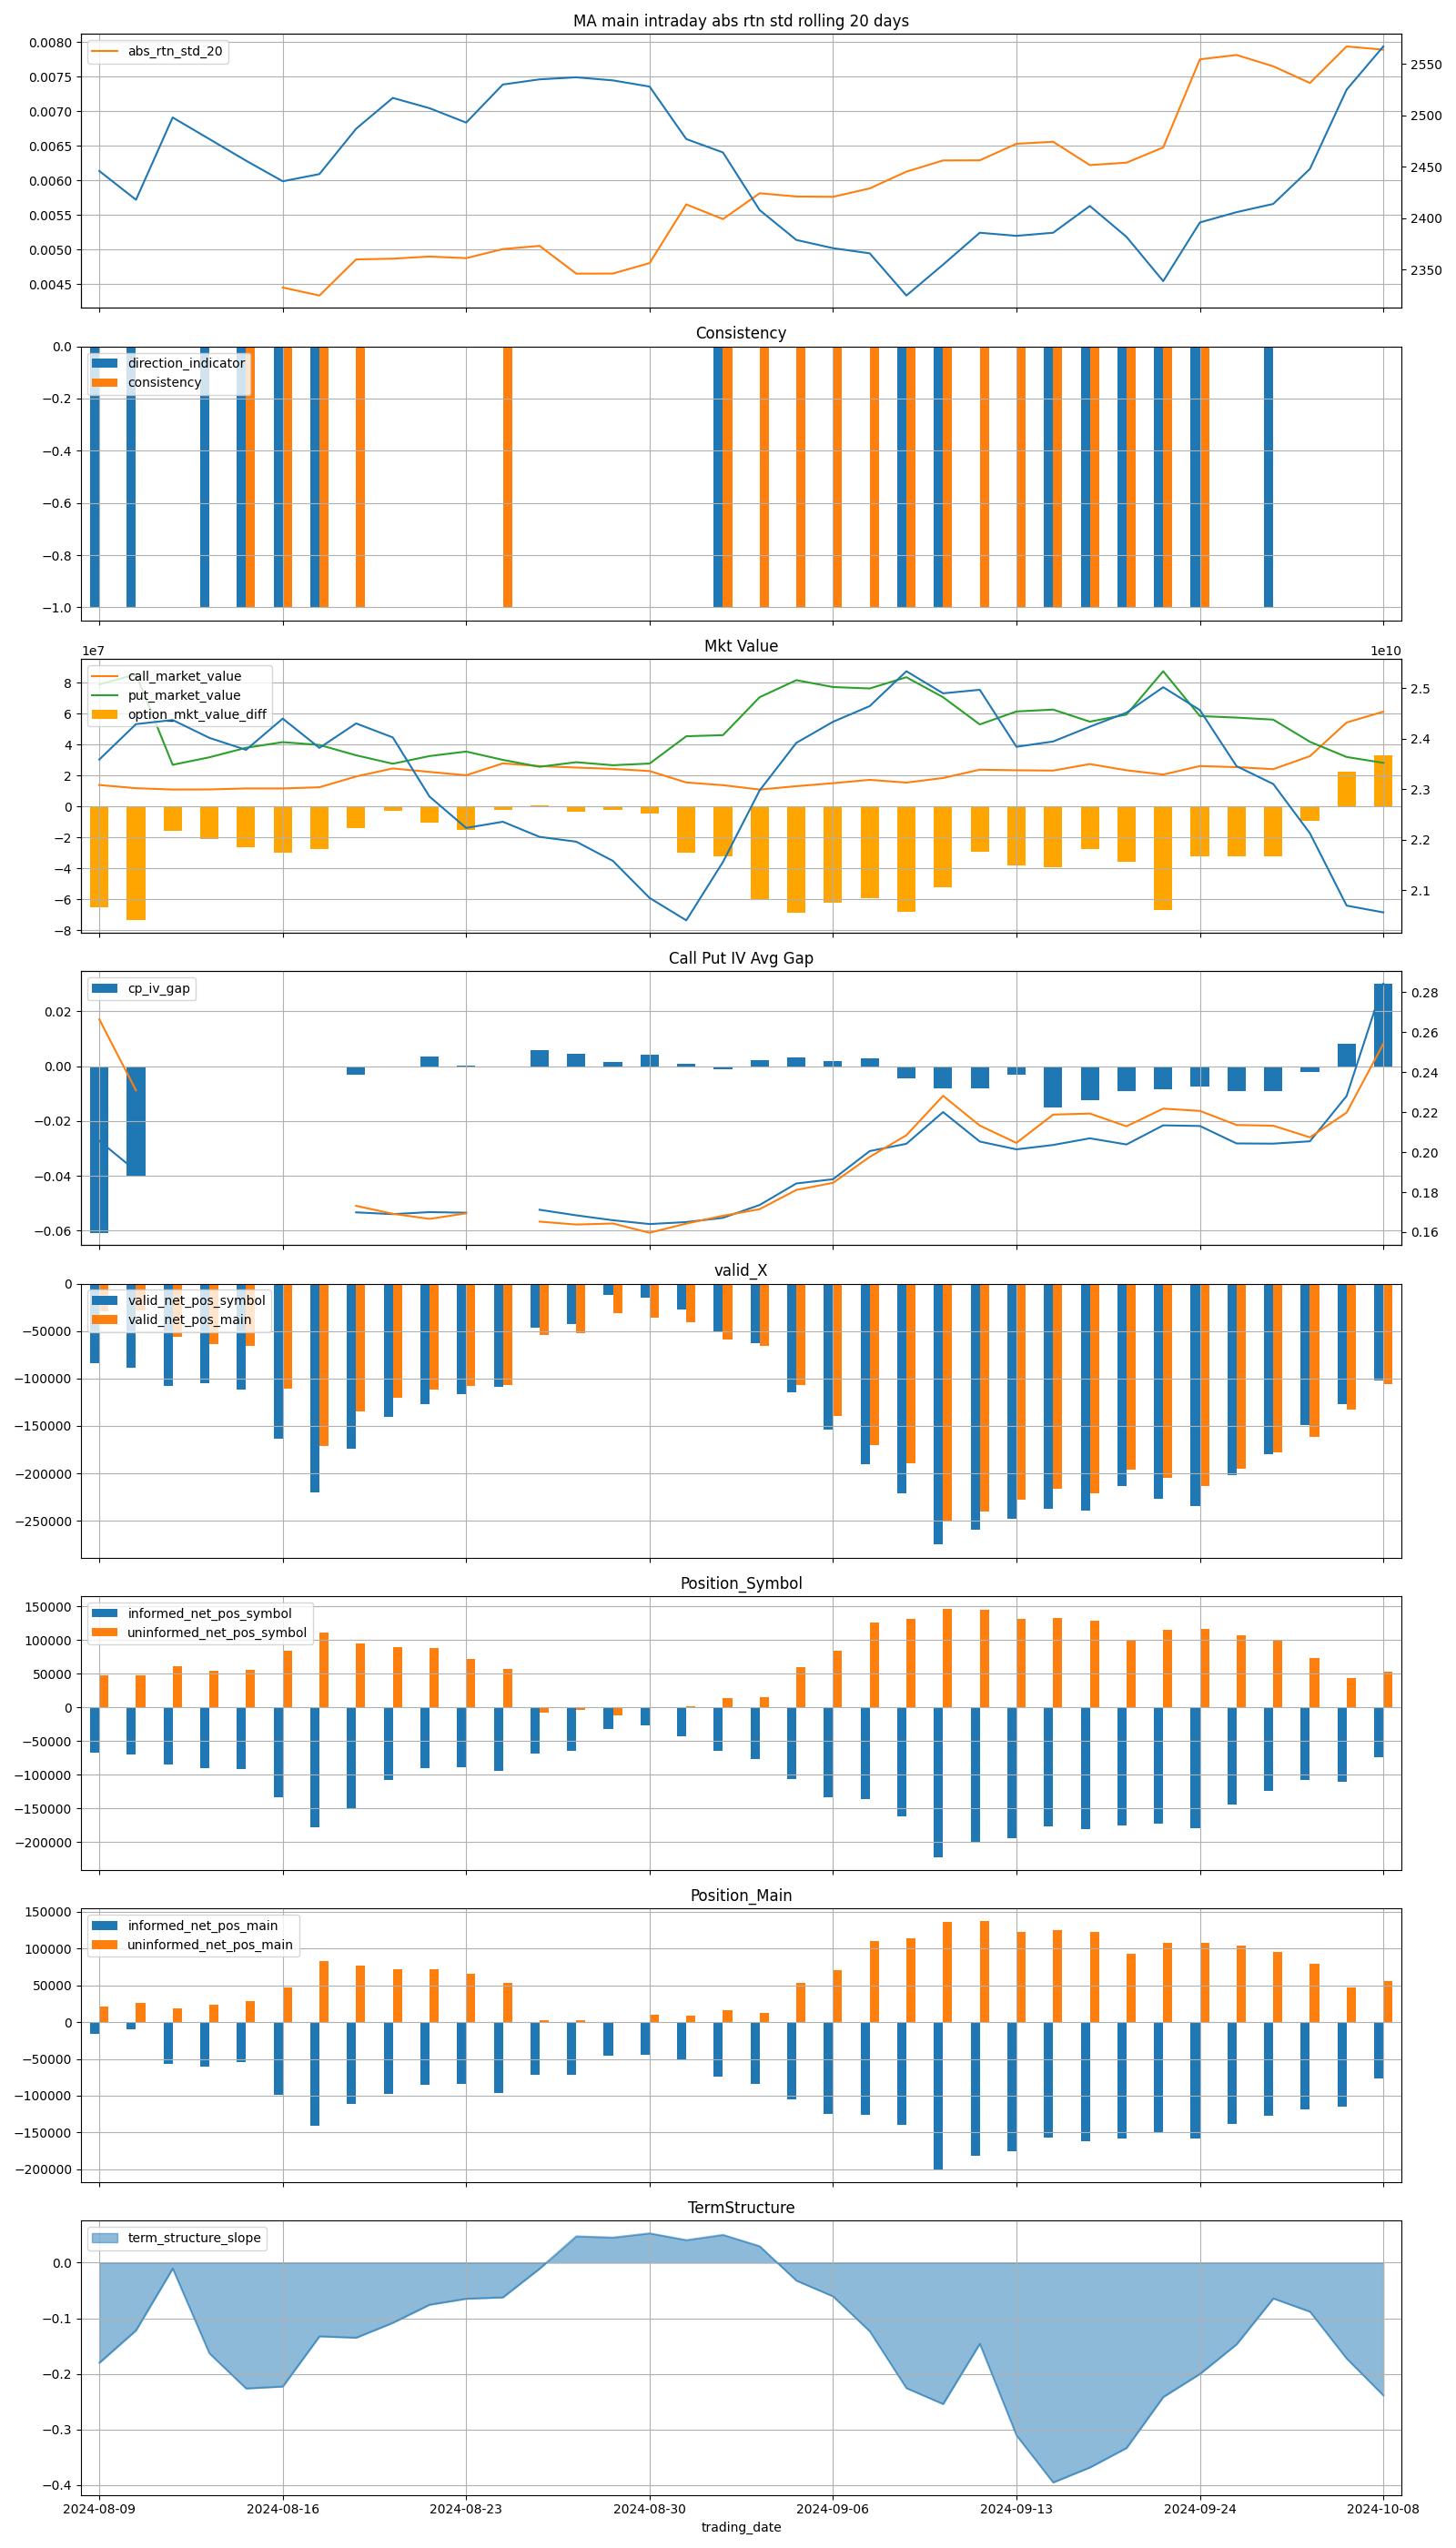 MA main intraday abs rtn std rolling 20 days
abs_rtn_std_20
0.0080
0.0075
0.0070
0.0065
0.0060
0.0055
0.0050
0.0045
2550
2500
2450
2400
2350
Consistency
direction_indicator
consistency
0.0
−0.2
−0.4
−0.6
−0.8
−1.0
Mkt Value
1e7
1e10
call_market_value
put_market_value
option_mkt_value_diff
8
6
4
2
0
−2
−4
−6
−8
2.5
2.4
2.3
2.2
2.1
Call Put IV Avg Gap
cp_iv_gap
0.02
0.00
−0.02
−0.04
−0.06
0.28
0.26
0.24
0.22
0.20
0.18
0.16
valid_X
valid_net_pos_symbol
valid_net_pos_main
0
−50000
−100000
−150000
−200000
−250000
Position_Symbol
informed_net_pos_symbol
uninformed_net_pos_symbol
150000
100000
50000
0
−50000
−100000
−150000
−200000
Position_Main
informed_net_pos_main
uninformed_net_pos_main
150000
100000
50000
0
−50000
−100000
−150000
−200000
TermStructure
term_structure_slope
0.0
−0.1
−0.2
−0.3
−0.4
2024-08-09 2024-08-16 2024-08-23 2024-08-30 2024-09-06 2024-09-13 2024-09-24 2024-10-08
trading_date